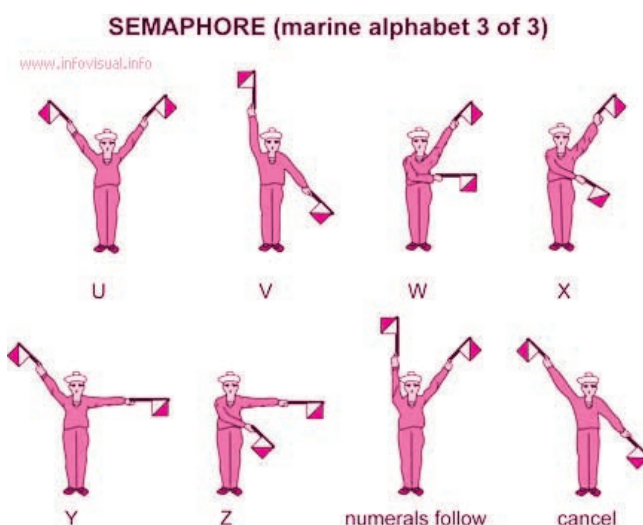 SEMAPHORE (marine alphabet 3 of 3)
www.infovisual.info
U V W X
Y Z numerals follow cancel